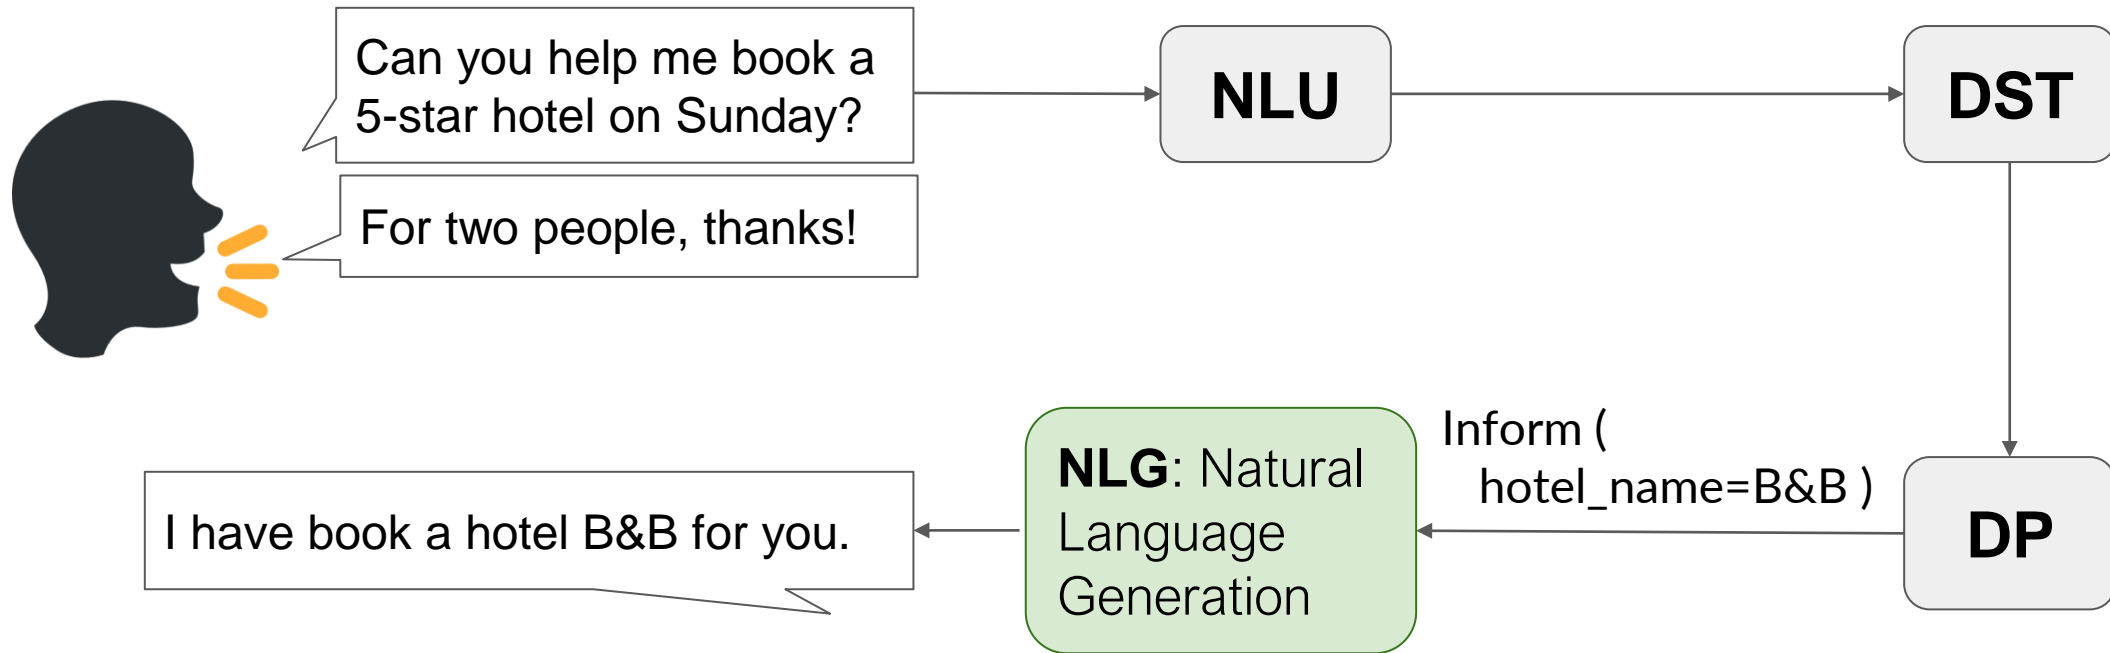 Can you help me book a
5-star hotel on Sunday?
For two people, thanks!
NLU
DST
DP
Inform (
hotel_name=B&B )
NLG: Natural
Language
Generation
I have book a hotel B&B for you.